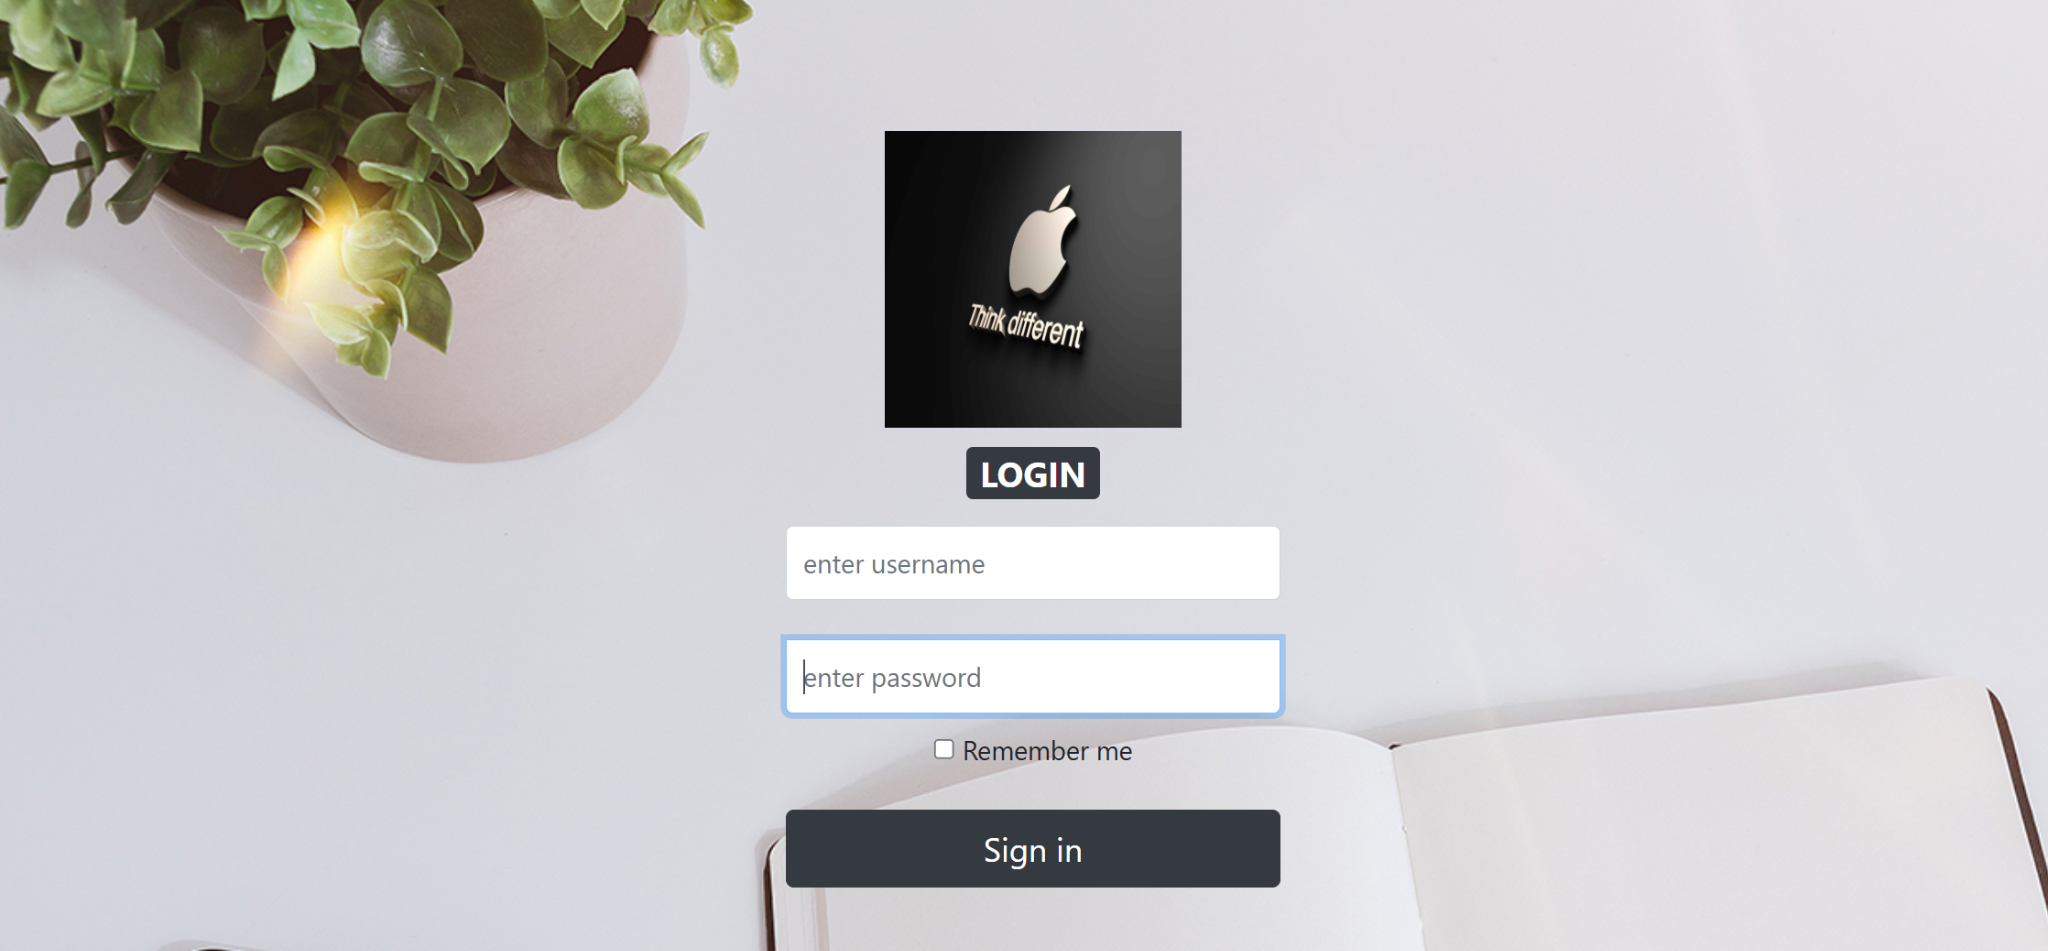 Think different
LOGIN
enter username
enter password
Remember me
Sign in